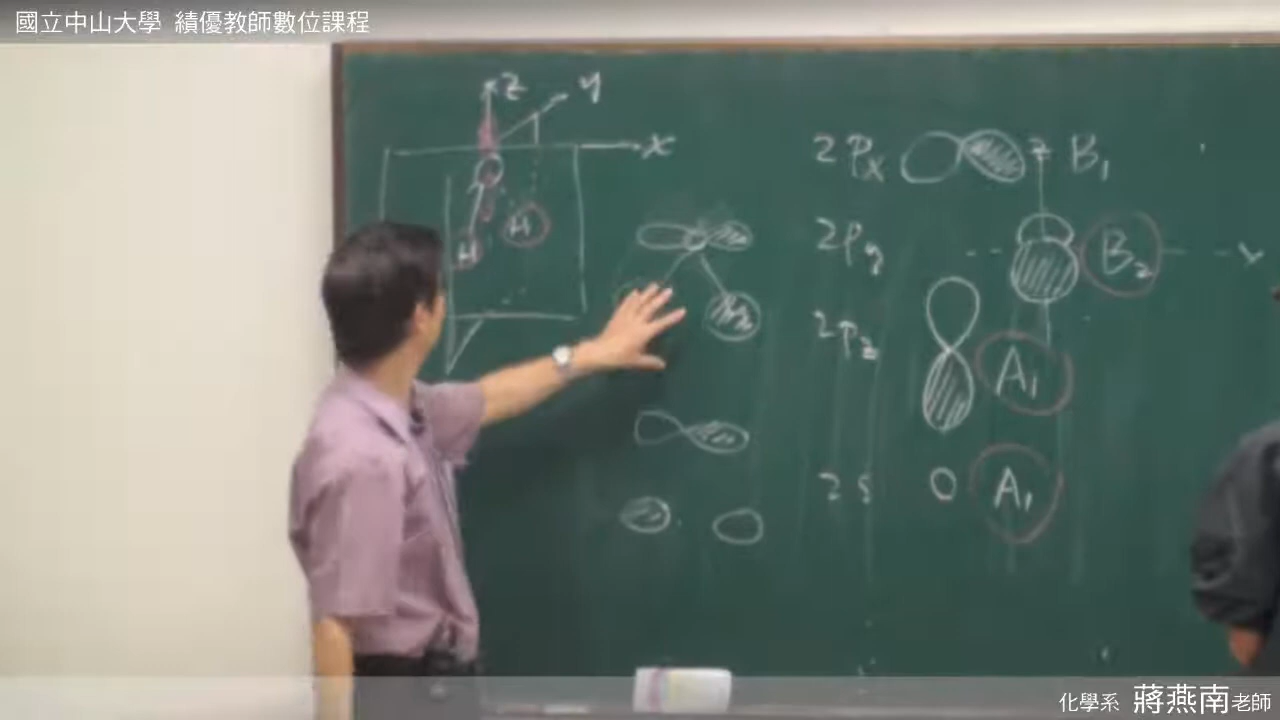 國立中山大學 績優教師數位課程
z y
x
H
H
2Px z B₁
2Py B₂
2Pz A₁
2S A₁
化學系 蔣燕南老師